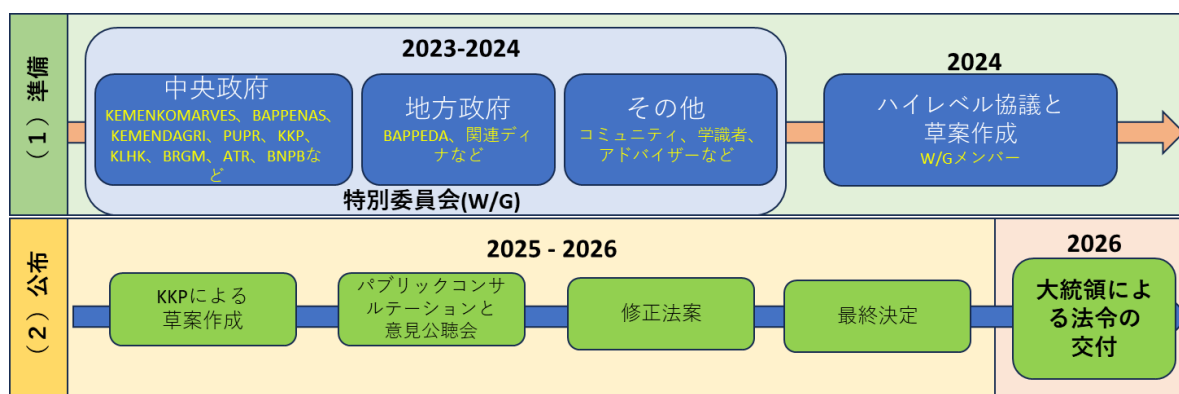 （1）準備
2023-2024
中央政府
KEMENKOMARVES、BAPPENAS、
KEMENDAGRI、PUPR、KKP、
KLHK、BRGM、ATR、BNPBな
ど
地方政府
BAPPEDA、関連ディ
ナなど
その他
コミュニティ、学識者、
アドバイザーなど
特別委員会(W/G)
2024
ハイレベル協議と
草案作成
W/Gメンバー
（2）公布
2025 - 2026
KKPによる
草案作成
パブリックコンサ
ルテーションと
意見公聴会
修正法案
最終決定
2026
大統領によ
る法令の
交付